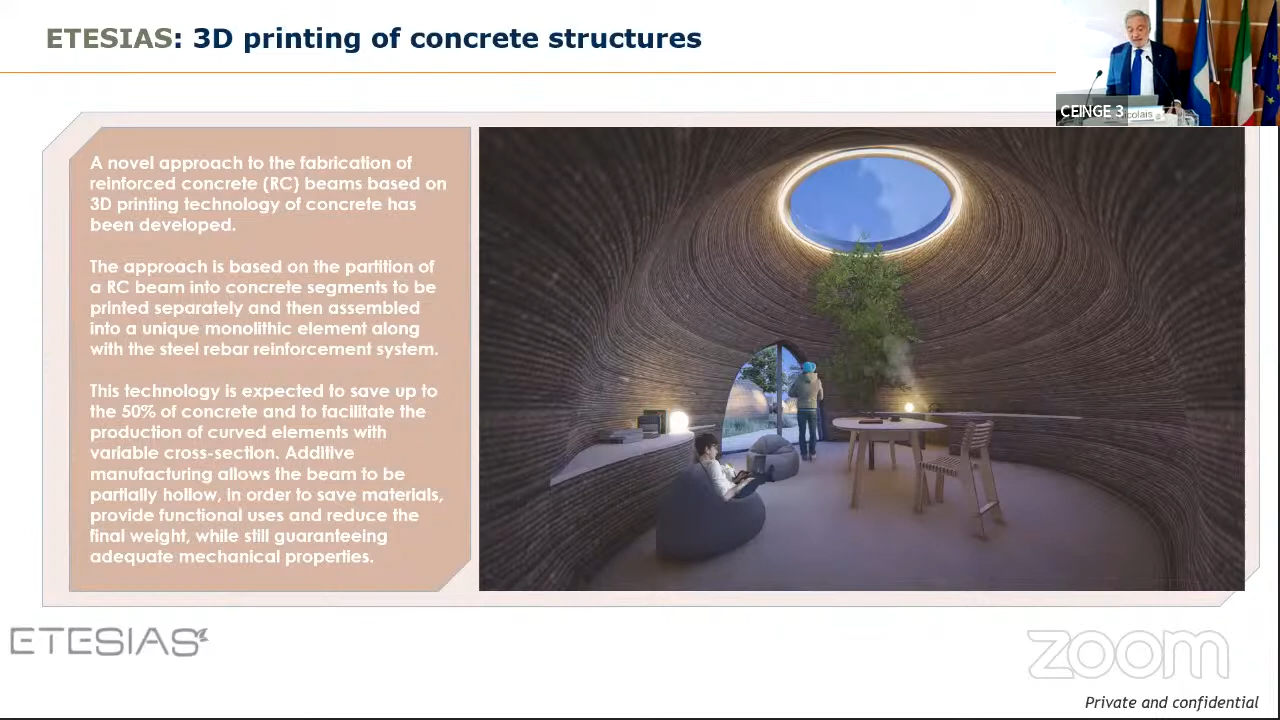 ETESIAS: 3D printing of concrete structures
CEINGE 3
colais
A novel approach to the fabrication of
reinforced concrete (RC) beams based on
3D printing technology of concrete has
been developed.
The approach is based on the partition of
a RC beam into concrete segments to be
printed separately and then assembled
into a unique monolithic element along
with the steel rebar reinforcement system.
This technology is expected to save up to
the 50% of concrete and to facilitate the
production of curved elements with
variable cross-section. Additive
manufacturing allows the beam to be
partially hollow, in order to save materials,
provide functional uses and reduce the
final weight, while still guaranteeing
adequate mechanical properties.
ETESIAS
zoom
Private and confidential